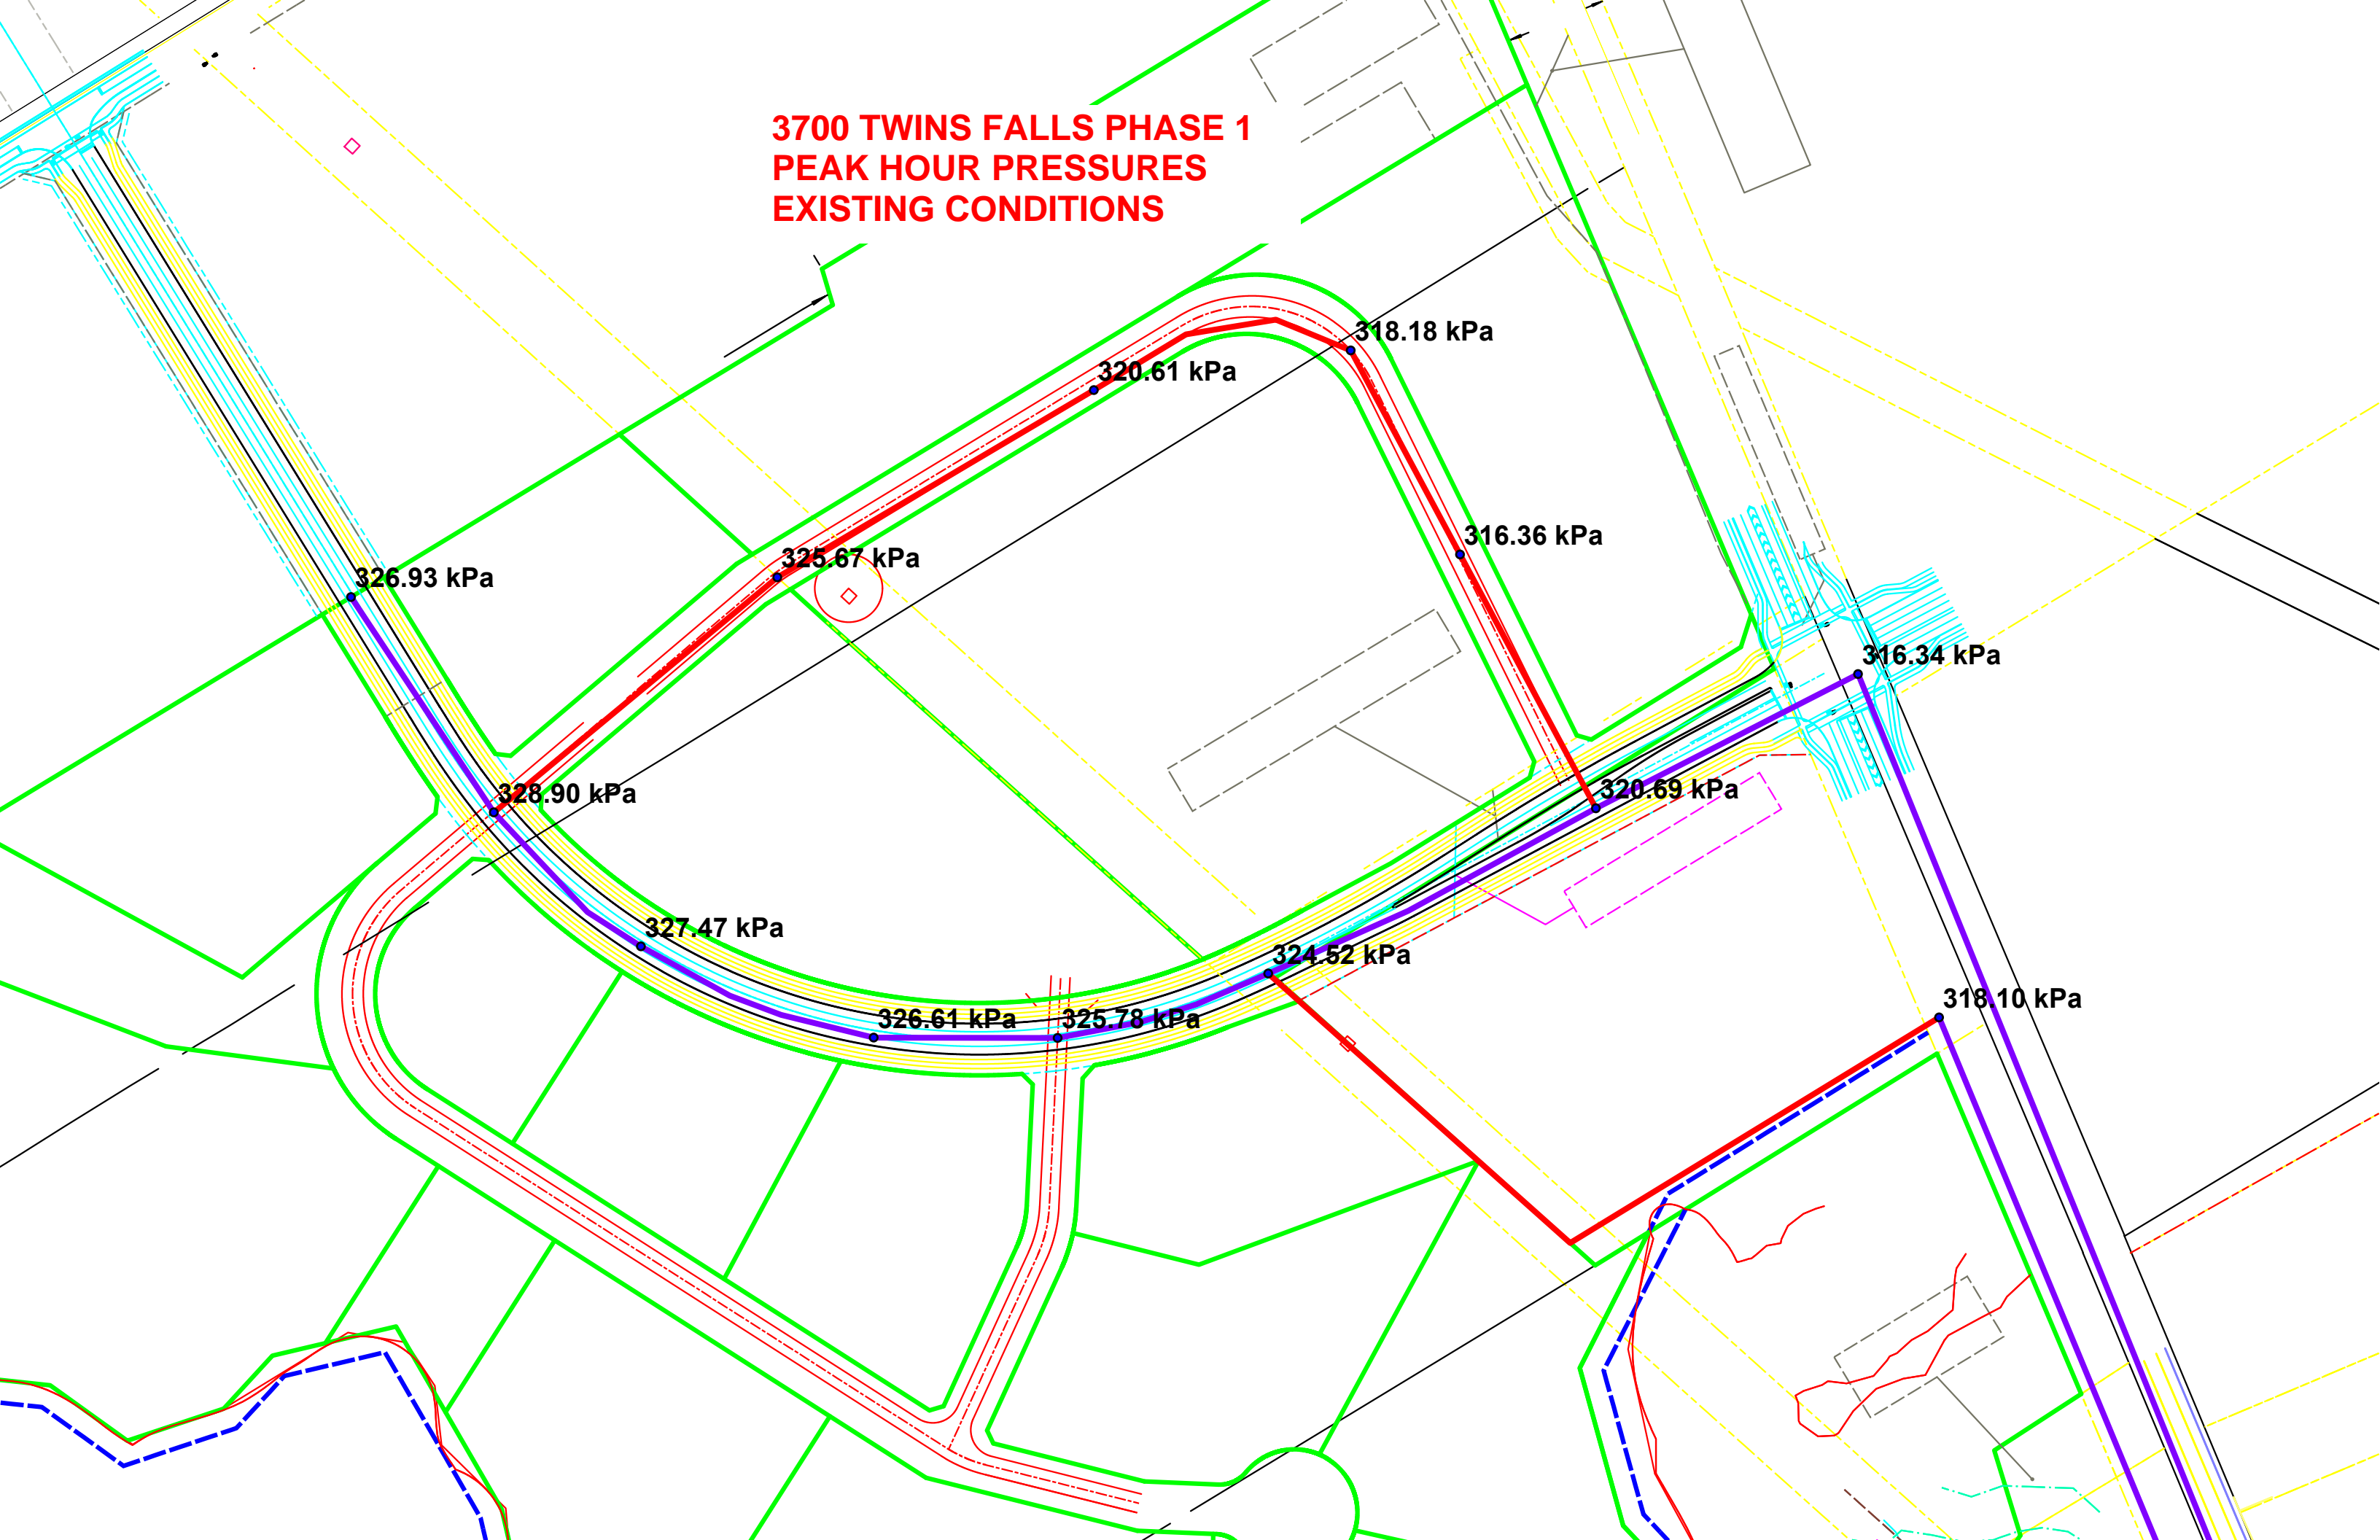 3700 TWINS FALLS PHASE 1
PEAK HOUR PRESSURES
EXISTING CONDITIONS
318.18 kPa
320.61 kPa
316.36 kPa
325.67 kPa
326.93 kPa
316.34 kPa
328.90 kPa
320.69 kPa
327.47 kPa
324.52 kPa
318.10 kPa
326.61 kPa
325.78 kPa